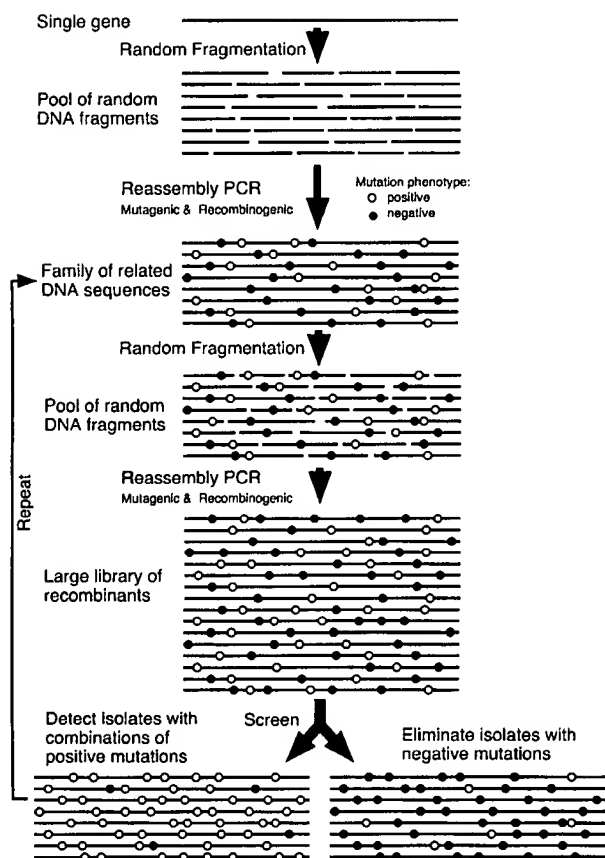 Single gene
Random Fragmentation
Pool of random
DNA fragments
Reassembly PCR
Mutagenic & Recombinogenic
Mutation phenotype:
positive
negative
Family of related
DNA sequences
Random Fragmentation
Pool of random
DNA fragments
Reassembly PCR
Mutagenic & Recombinogenic
Repeat
Large library of
recombinants
Screen
Detect isolates with
combinations of
positive mutations
Eliminate isolates with
negative mutations